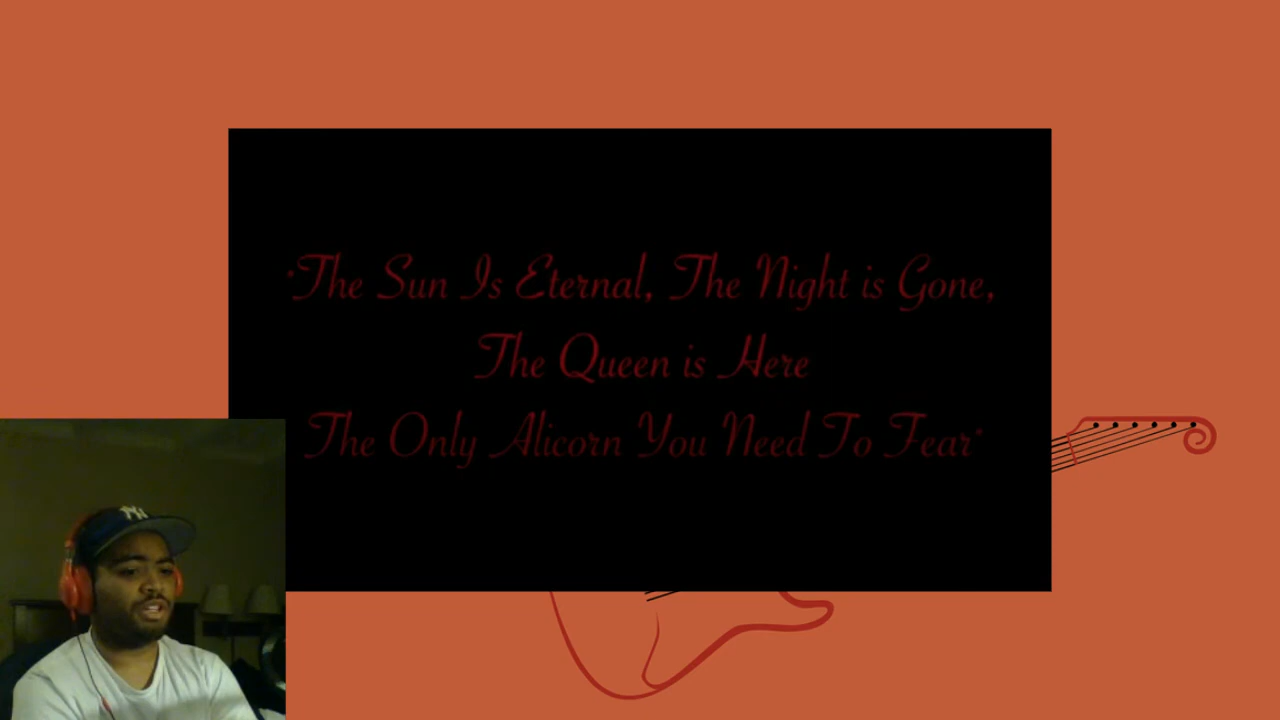 "The Sun Is Eternal, The Night is Gone,
The Queen is Here
The Only Alicorn You Need To Fear"
NY